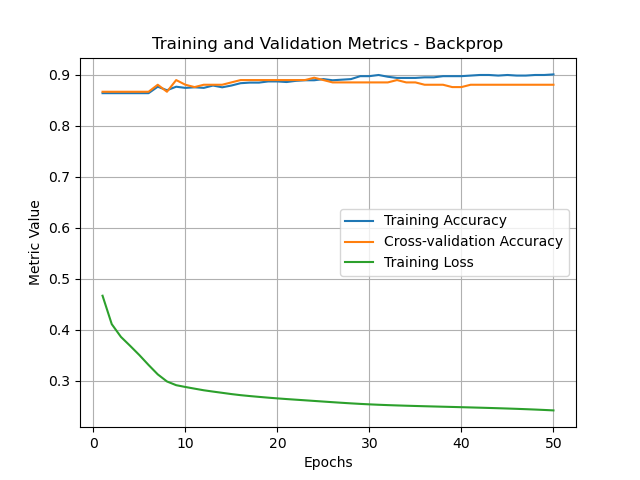 Training and Validation Metrics - Backprop
Metric Value
0.9
0.8
0.7
0.6
0.5
0.4
0.3
Training Accuracy
Cross-validation Accuracy
Training Loss
0 10 20 30 40 50
Epochs